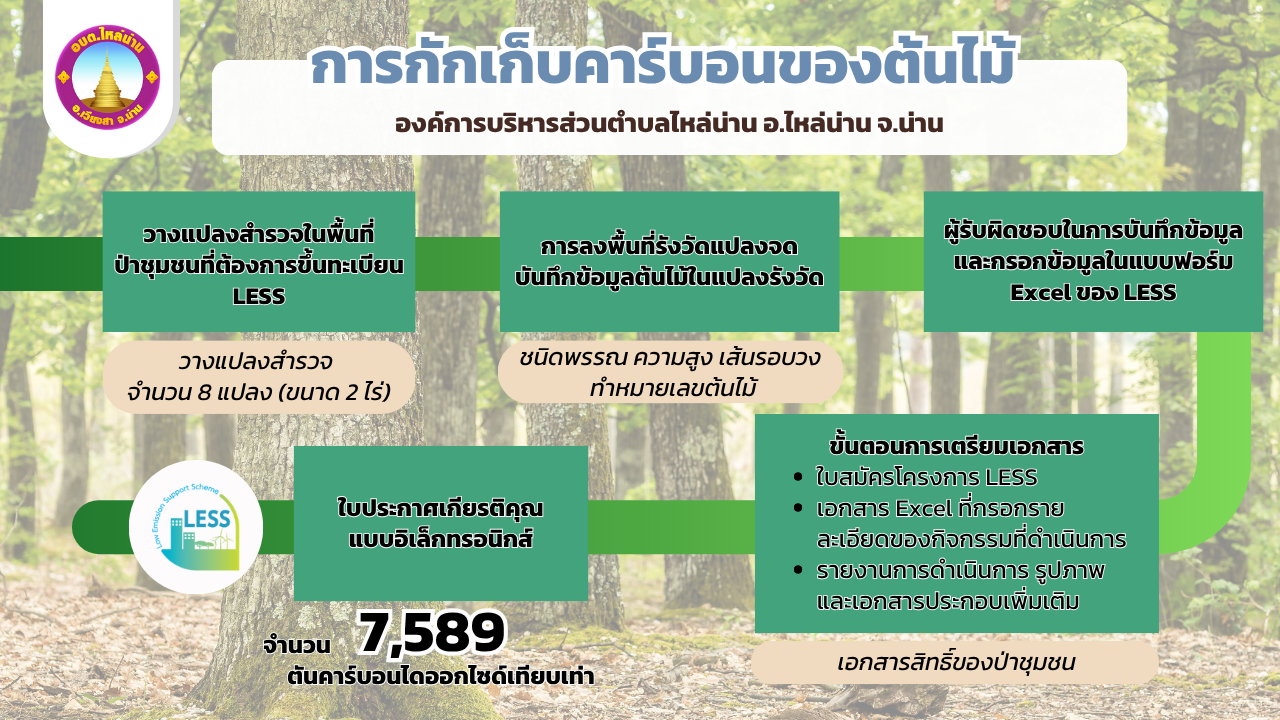 อบต.ไหล่น่าน
อ.เวียงสา จ.น่าน
การกักเก็บคาร์บอนของต้นไม้
องค์การบริหารส่วนตำบลไหล่น่าน อ.ไหล่น่าน จ.น่าน
วางแปลงสำรวจในพื้นที่
ป่าชุมชนที่ต้องการขึ้นทะเบียน
LESS
วางแปลงสำรวจ
จำนวน 8 แปลง (ขนาด 2 ไร่)
การลงพื้นที่รังวัดแปลงจด
บันทึกข้อมูลต้นไม้ในแปลงรังวัด
ชนิดพรรณ ความสูง เส้นรอบวง
ทำหมายเลขต้นไม้
ผู้รับผิดชอบในการบันทึกข้อมูล
และกรอกข้อมูลในแบบฟอร์ม
Excel ของ LESS
ขั้นตอนการเตรียมเอกสาร
• ใบสมัครโครงการ LESS
• เอกสาร Excel ที่กรอกราย
ละเอียดของกิจกรรมที่ดำเนินการ
• รายงานการดำเนินการ รูปภาพ
และเอกสารประกอบเพิ่มเติม
เอกสารสิทธิ์ของป่าชุมชน
ใบประกาศเกียรติคุณ
แบบอิเล็กทรอนิกส์
จำนวน 7,589
ตันคาร์บอนไดออกไซด์เทียบเท่า
Low Emission Support Scheme
LESS